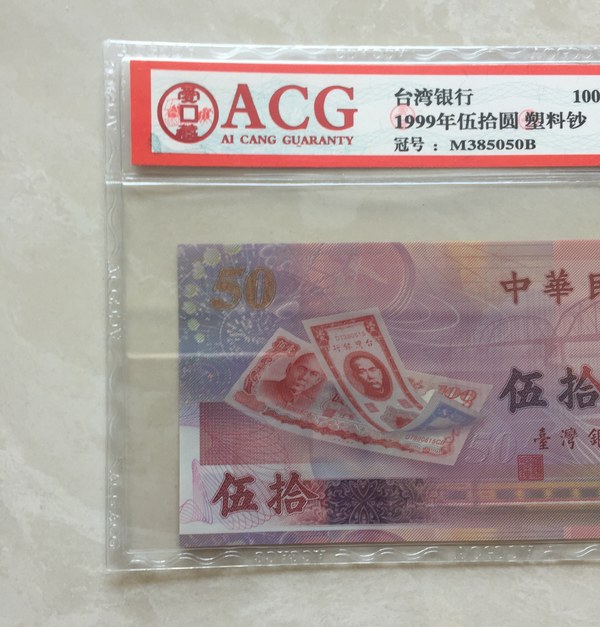 ACG
AI CANG GUARANTY
台湾银行 100
1999年伍拾圆 塑料钞
冠号 : M385050B
50
中華民
伍拾
50
臺灣銀
伍拾
100